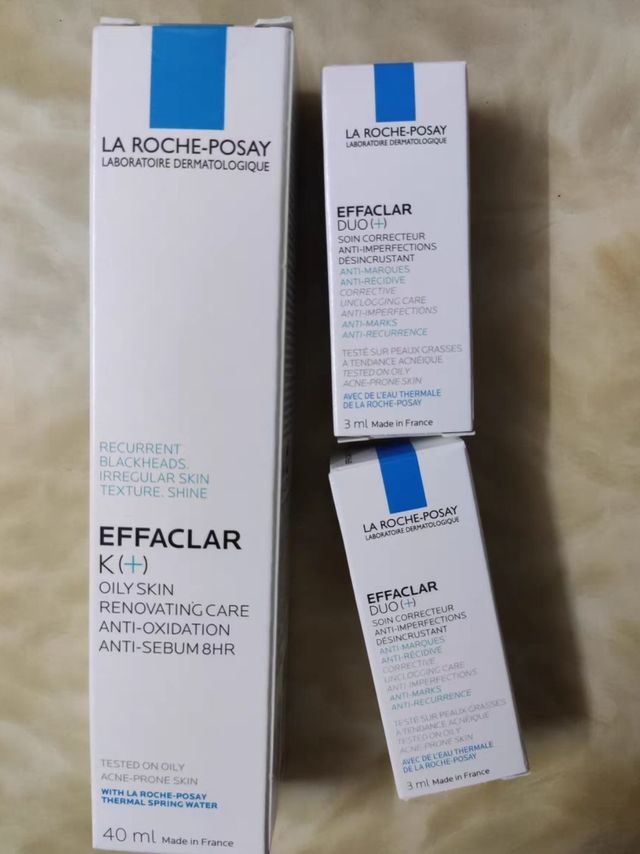 LA ROCHE-POSAY
LABORATOIRE DERMATOLOGIQUE
RECURRENT
BLACKHEADS.
IRREGULAR SKIN
TEXTURE. SHINE
EFFACLAR
K(+)
OILY SKIN
RENOVATING CARE
ANTI-OXIDATION
ANTI-SEBUM 8HR
TESTED ON OILY
ACNE-PRONE SKIN
WITH LA ROCHE-POSAY
THERMAL SPRING WATER
40 ml Made in France
LA ROCHE-POSAY
LABORATOIRE DERMATOLOGIQUE
EFFACLAR
DUO(+)
SOIN CORRECTEUR
ANTI-IMPERFECTIONS
DÉSINCRUSTANT
ANTI-MARQUES
ANTI-RÉCIDIVE
CORRECTIVE
UNCLOGGING CARE
ANTI-IMPERFECTIONS
ANTI-MARKS
ANTI-RECURRENCE
TESTÉ SUR PEAUX GRASSES
À TENDANCE ACNÉIQUE
TESTED ON OILY
ACNE-PRONE SKIN
AVEC DE L'EAU THERMALE
DE LA ROCHE-POSAY
3 ml Made in France
LA ROCHE-POSAY
LABORATOIRE DERMATOLOGIQUE
EFFACLAR
DUO(+)
SOIN CORRECTEUR
ANTI-IMPERFECTIONS
DÉSINCRUSTANT
ANTI-MARQUES
ANTI-RÉCIDIVE
CORRECTIVE
UNCLOGGING CARE
ANTI-IMPERFECTIONS
ANTI-MARKS
ANTI-RECURRENCE
TESTÉ SUR PEAUX GRASSES
À TENDANCE ACNÉIQUE
TESTED ON OILY
ACNE-PRONE SKIN
AVEC DE L'EAU THERMALE
DE LA ROCHE-POSAY
3 ml Made in France